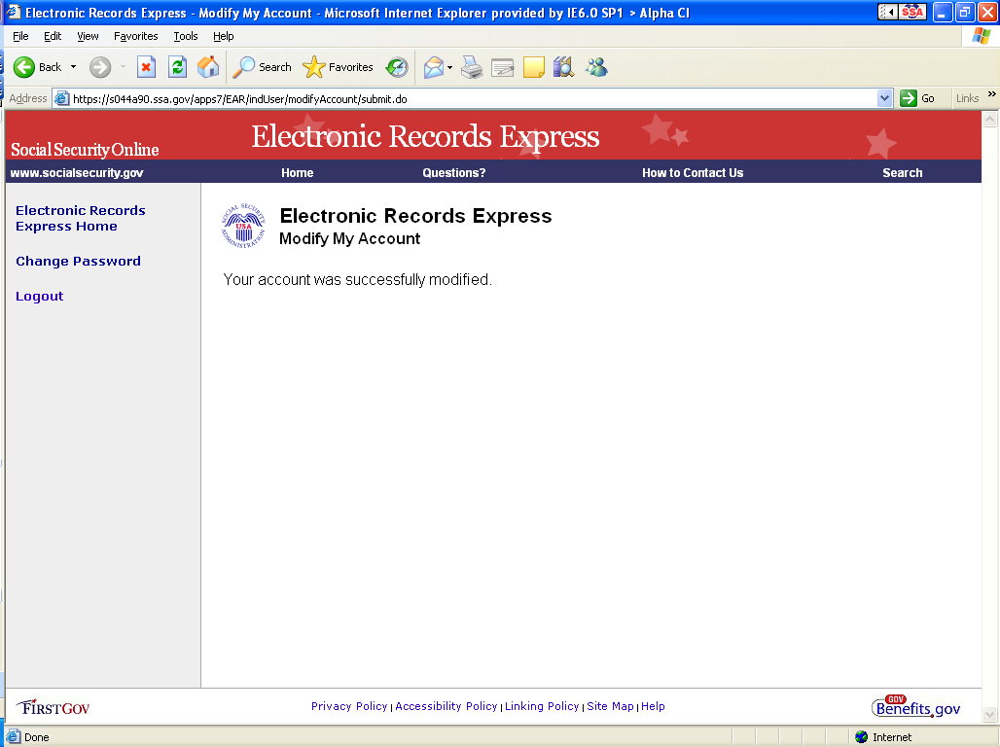 Electronic Records Express - Modify My Account - Microsoft Internet Explorer provided by IE6.0 SP1 > Alpha CI
SSA
File Edit View Favorites Tools Help
Back Search Favorites
Address https://s044a90.ssa.gov/apps7/EAR/indUser/modifyAccount/submit.do Go Links »
Social Security Online Electronic Records Express
www.socialsecurity.gov Home Questions? How to Contact Us Search
Electronic Records
Express Home
Change Password
Logout
SOCIAL SECURITY ADMINISTRATION
USA
Electronic Records Express
Modify My Account
Your account was successfully modified.
FIRSTGOV
Privacy Policy | Accessibility Policy | Linking Policy | Site Map | Help
GOV
Benefits.gov
Done Internet